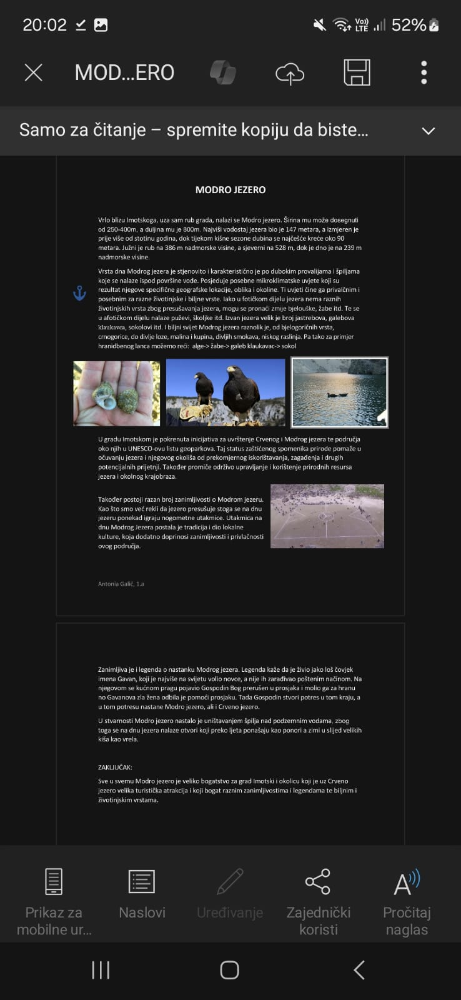 20:02
Vo))
LTE
52%
MOD...ERO
Samo za čitanje – spremite kopiju da biste...
MODRO JEZERO
Vrlo blizu Imotskoga, uza sam rub grada, nalazi se Modro jezero. Širina mu može dosegnuti
od 250-400m, a duljina mu je 800m. Najviši vodostaj jezera bio je 147 metara, a izmjeren je
prije više od stotinu godina, dok tijekom kišne sezone dubina se najčešće kreće oko 90
metara. Južni je rub na 386 m nadmorske visine, a sjeverni na 528 m, dok je dno je na 239 m
nadmorske visine.
Vrsta dna Modrog jezera je stjenovito i karakteristično je po dubokim provalijama i špiljama
koje se nalaze ispod površine vode. Posjeduje posebne mikroklimatske uvjete koji su
rezultat njegove specifične geografske lokacije, oblika i okoline. Ti uvjeti čine ga privalčnim i
posebnim za razne životinjske i biljne vrste. Iako u fotičkom dijelu jezera nema raznih
životinjskih vrsta zbog presušavanja jezera, mogu se pronaći zmije bjelouške, žabe itd. Te se
u afotičkom dijelu nalaze puževi, školjke itd. Izvan jezera velik je broj jastrebova, galebova
klaukavca, sokolovi itd. I biljni svijet Modrog jezera raznolik je, od bjelogoričnih vrsta,
crnogorice, do divlje loze, malina i kupina, divljih smokava, niskog raslinja. Pa tako za primjer
hranidbenog lanca možemo reći: alge-> žabe-> galeb klaukavac-> sokol
U gradu Imotskom je pokrenuta inicijativa za uvrštenje Crvenog i Modrog jezera te područja
oko njih u UNESCO-ovu listu geoparkova. Taj status zaštićenog spomenika prirode pomaže u
očuvanju jezera i njegovog okoliša od prekomjernog iskorištavanja, zagađenja i drugih
potencijalnih prijetnji. Također promiče održivo upravljanje i korištenje prirodnih resursa
jezera i okolnog krajobraza.
Također postoji razan broj zanimljivosti o Modrom jezeru.
Kao što smo već rekli da jezero presušuje stoga se na dnu
jezeru ponekad igraju nogometne utakmice. Utakmica na
dnu Modrog Jezera postala je tradicija i dio lokalne
kulture, koja dodatno doprinosi zanimljivosti i privlačnosti
ovog područja.
Antonia Galić, 1.a
Zanimljiva je i legenda o nastanku Modrog jezera. Legenda kaže da je živio jako loš čovjek
imena Gavan, koji je najviše na svijetu volio novce, a nije ih zarađivao poštenim načinom. Na
njegovom se kućnom pragu pojavio Gospodin Bog prerušen u prosjaka i molio ga za hranu
no Gavanova zla žena odbila je pomoći prosjaku. Tada Gospodin stvori potres u tom kraju, a
u tom potresu nastane Modro jezero, ali i Crveno jezero.
U stvarnosti Modro jezero nastalo je uništavanjem špilja nad podzemnim vodama, zbog
toga se na dnu jezera nalaze otvori koji preko ljeta ponašaju kao ponori a zimi u slijed velikih
kiša kao vrela.
ZAKLJUČAK:
Sve u svemu Modro jezero je veliko bogatstvo za grad Imotski i okolicu koji je uz Crveno
jezero velika turistička atrakcija i koji bogat raznim zanimljivostima i legendama te biljnim i
životinjskim vrstama.
Prikaz za
mobilne ur...
Naslovi
Uređivanje
Zajednički
koristi
Pročitaj
naglas